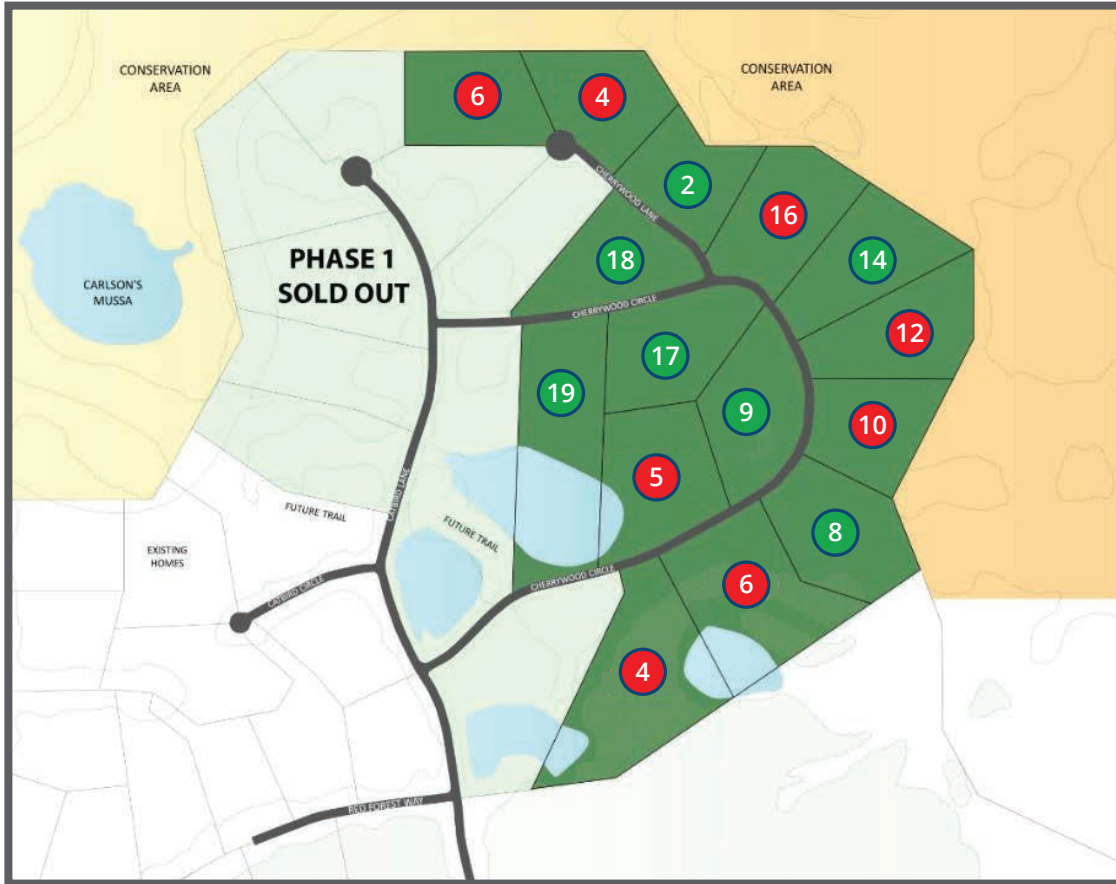 CONSERVATION
AREA
CONSERVATION
AREA
6
4
CHERRYWOOD LANE
2
16
PHASE 1
SOLD OUT
18
14
CARLSON'S
MUSSA
CHERRYWOOD CIRCLE
12
17
19
9
10
5
CATBIRD LANE
FUTURE TRAIL
FUTURE TRAIL
8
EXISTING
HOMES
CHERRYWOOD CIRCLE
6
CATBIRD CIRCLE
4
RED FOREST WAY